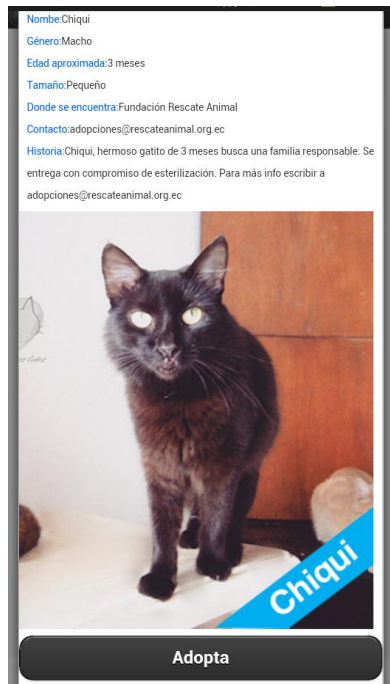 Nombe:Chiqui
Género:Macho
Edad aproximada:3 meses
Tamaño:Pequeño
Donde se encuentra:Fundación Rescate Animal
Contacto:adopciones@rescateanimal.org.ec
Historia:Chiqui, hermoso gatito de 3 meses busca una familia responsable. Se
entrega con compromiso de esterilización. Para más info escribir a
adopciones@rescateanimal.org.ec
Chiqui
Adopta